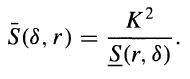 S̄(δ, r) = K² / S̲(r, δ).